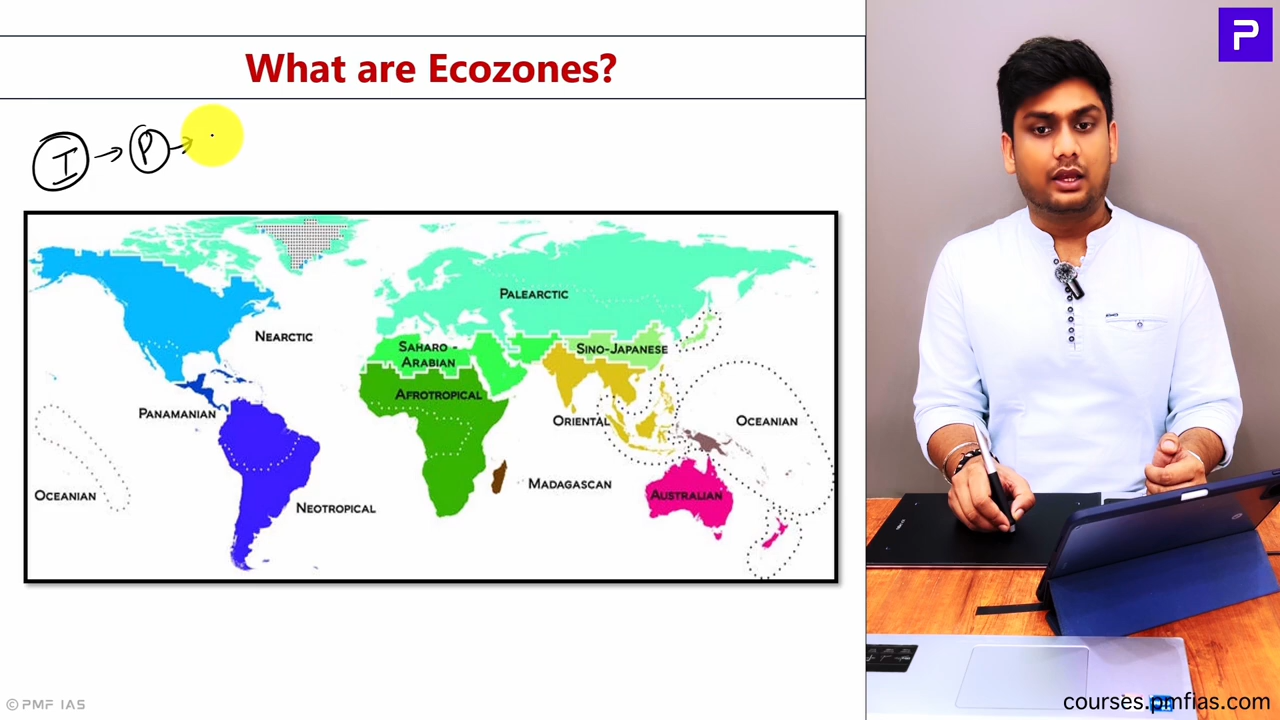 What are Ecozones?
I → P →
PALEARCTIC
NEARCTIC
SAHARO -
ARABIAN
SINO-JAPANESE
AFROTROPICAL
PANAMANIAN
ORIENTAL
OCEANIAN
MADAGASCAN
OCEANIAN
AUSTRALIAN
NEOTROPICAL
© PMF IAS
P
courses.pmfias.com